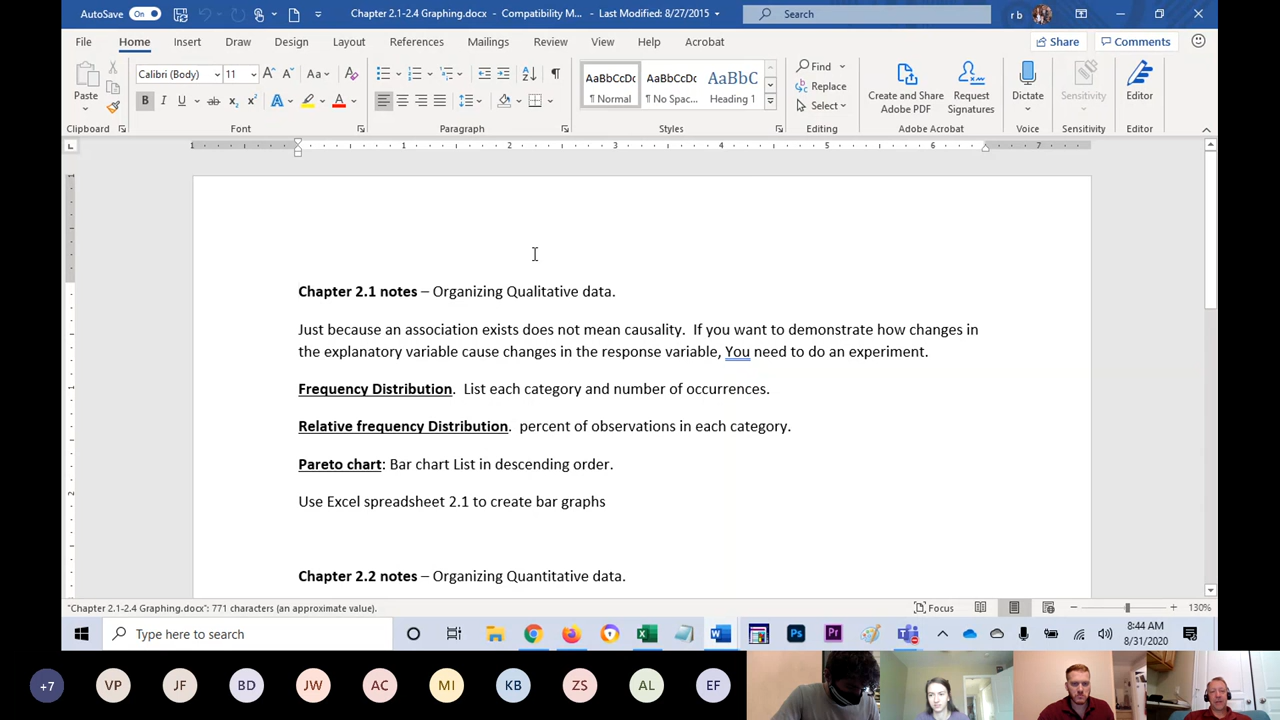 AutoSave On Chapter 2.1-2.4 Graphing.docx - Compatibility M... Last Modified: 8/27/2015 Search r b
File Home Insert Draw Design Layout References Mailings Review View Help Acrobat Share Comments
Paste Calibri (Body) 11 Aa AaBbCcDc AaBbCcDc AaBbC Find Create and Share Request Dictate Sensitivity Editor
¶ Normal ¶ No Spac... Heading 1 Replace Adobe PDF Signatures
Select
Clipboard Font Paragraph Styles Editing Adobe Acrobat Voice Sensitivity Editor
1 1 2 3 4 5 6 7
Chapter 2.1 notes – Organizing Qualitative data.
Just because an association exists does not mean causality. If you want to demonstrate how changes in
the explanatory variable cause changes in the response variable, You need to do an experiment.
Frequency Distribution. List each category and number of occurrences.
Relative frequency Distribution. percent of observations in each category.
Pareto chart: Bar chart List in descending order.
Use Excel spreadsheet 2.1 to create bar graphs
Chapter 2.2 notes – Organizing Quantitative data.
"Chapter 2.1-2.4 Graphing.docx": 771 characters (an approximate value). Focus 130%
Type here to search 8:44 AM
8/31/2020
+7 VP JF BD JW AC MI KB ZS AL EF